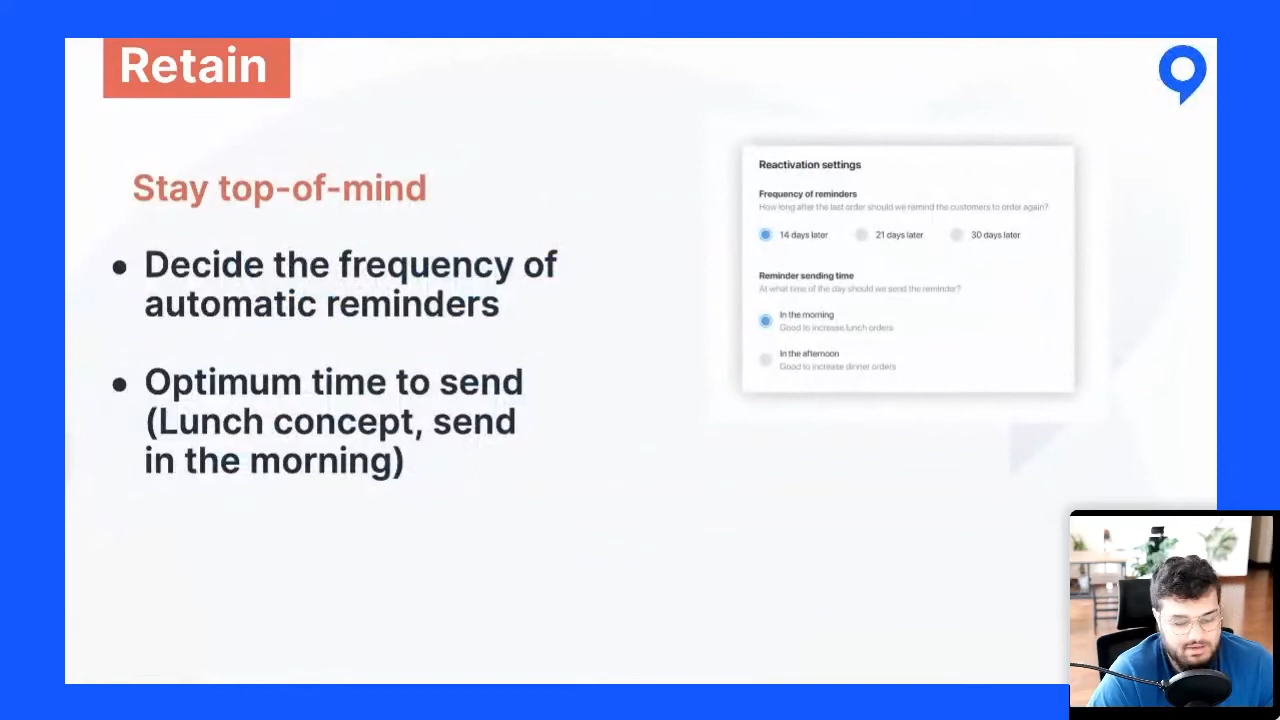 Retain
Stay top-of-mind
● Decide the frequency of
automatic reminders
● Optimum time to send
(Lunch concept, send
in the morning)
Reactivation settings
Frequency of reminders
How long after the last order should we remind the customers to order again?
14 days later 21 days later 30 days later
Reminder sending time
At what time of the day should we send the reminder?
In the morning
Good to increase lunch orders
In the afternoon
Good to increase dinner orders